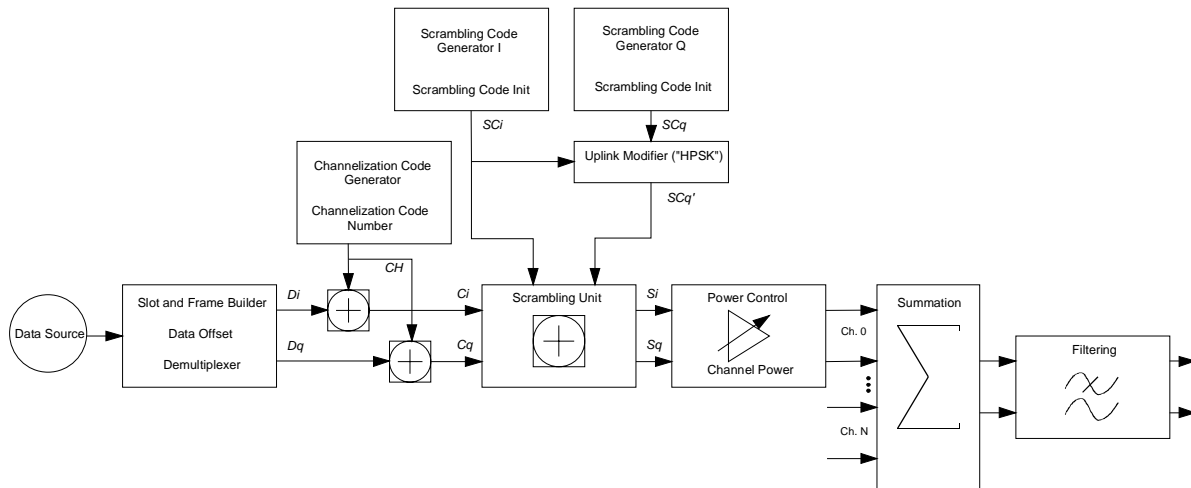 Scrambling Code
Generator I
Scrambling Code Init
Scrambling Code
Generator Q
Scrambling Code Init
SCi
SCq
Uplink Modifier ("HPSK")
SCq'
Channelization Code
Generator
Channelization Code
Number
CH
Data Source
Slot and Frame Builder
Data Offset
Demultiplexer
Di
Dq
Ci
Cq
Scrambling Unit
Si
Sq
Power Control
Channel Power
Ch. 0
Ch. N
Summation
Filtering